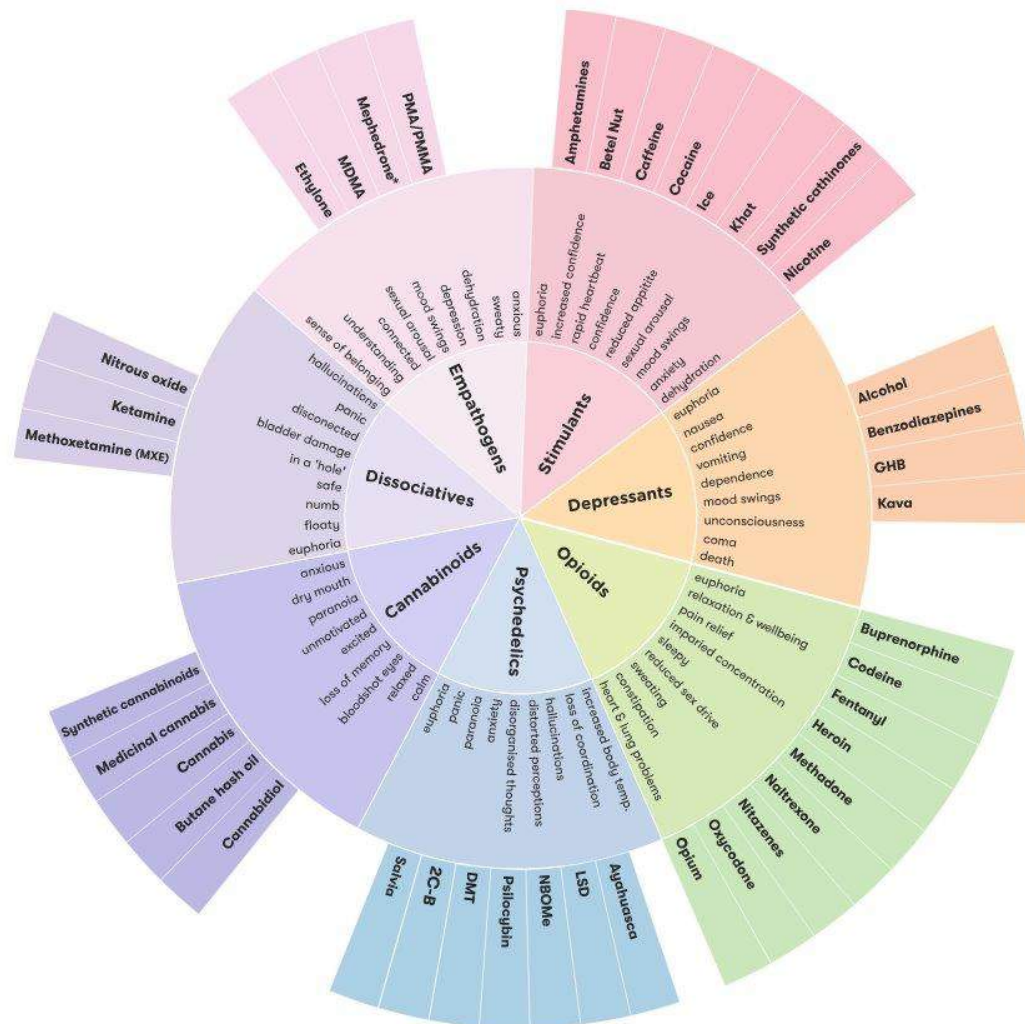 Stimulants
euphoria
increased confidence
rapid heartbeat
confidence
reduced appitite
sexual arousal
mood swings
anxiety
dehydration
Amphetamines
Betel Nut
Caffeine
Cocaine
Ice
Khat
Synthetic cathinones
Nicotine
Depressants
euphoria
nausea
confidence
vomiting
dependence
mood swings
unconsciousness
coma
death
Alcohol
Benzodiazepines
GHB
Kava
Opioids
euphoria
relaxation & wellbeing
pain relief
imparied concentration
sleepy
reduced sex drive
sweating
constipation
heart & lung problems
Buprenorphine
Codeine
Fentanyl
Heroin
Methadone
Naltrexone
Nitazenes
Oxycodone
Opium
Psychedelics
increased body temp.
loss of coordination
hallucinations
distorted perceptions
disorganised thoughts
anxiety
paranoia
panic
euphoria
Ayahuasca
LSD
NBOMe
Psilocybin
DMT
2C-B
Salvia
Cannabinoids
calm
relaxed
bloodshot eyes
loss of memory
excited
unmotivated
paranoia
dry mouth
anxious
Cannabidiol
Butane hash oil
Cannabis
Medicinal cannabis
Synthetic cannabinoids
Dissociatives
euphoria
floaty
numb
safe
in a 'hole'
bladder damage
disconected
panic
hallucinations
Methoxetamine (MXE)
Ketamine
Nitrous oxide
Empathogens
sense of belonging
understanding
connected
sexual arousal
mood swings
depression
dehydration
sweaty
anxious
Ethylone
MDMA
Mephedrone*
PMA/PMMA